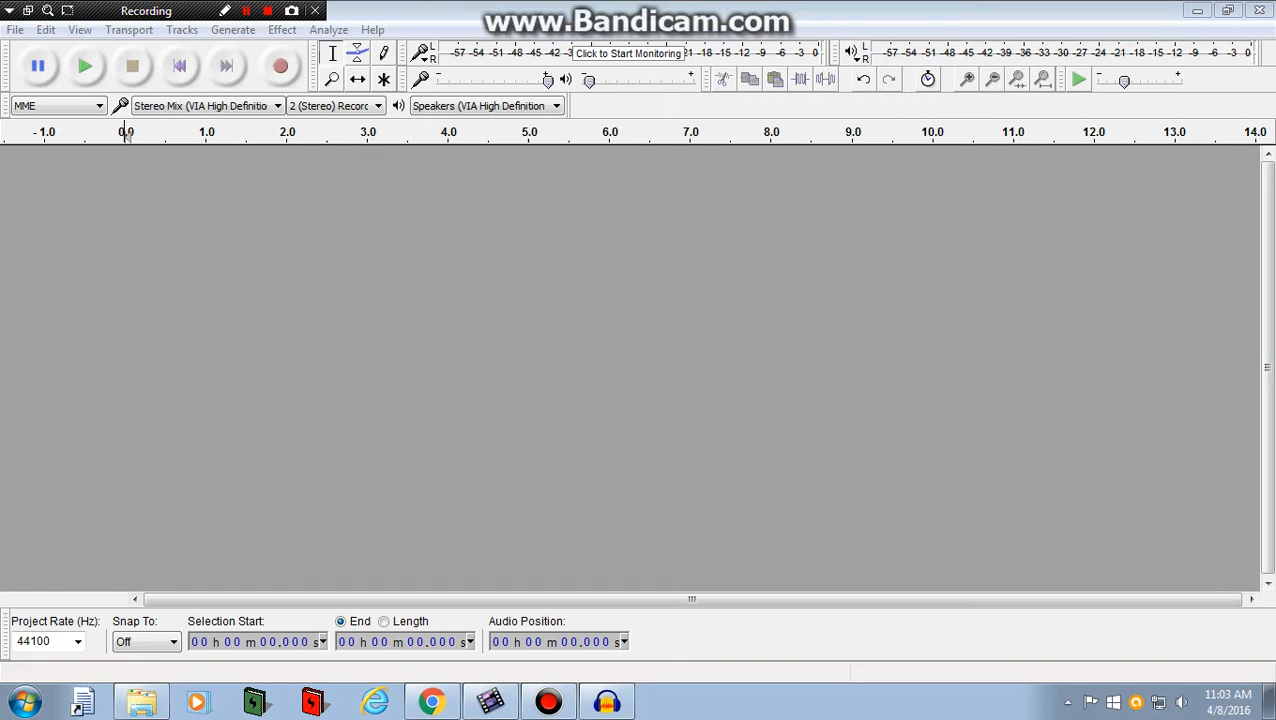 Recording
www.Bandicam.com
File Edit View Transport Tracks Generate Effect Analyze Help
L R -57 -54 -51 -48 -45 -42 -3 Click to Start Monitoring 21 -18 -15 -12 -9 -6 -3 0
L R -57 -54 -51 -48 -45 -42 -39 -36 -33 -30 -27 -24 -21 -18 -15 -12 -9 -6 -3 0
MME Stereo Mix (VIA High Definitio 2 (Stereo) Recorc Speakers (VIA High Definition
- 1.0 0.0 1.0 2.0 3.0 4.0 5.0 6.0 7.0 8.0 9.0 10.0 11.0 12.0 13.0 14.0
Project Rate (Hz): Snap To: Selection Start: End Length Audio Position:
44100 Off 00 h 00 m 00.000 s 00 h 00 m 00.000 s 00 h 00 m 00.000 s
11:03 AM
4/8/2016